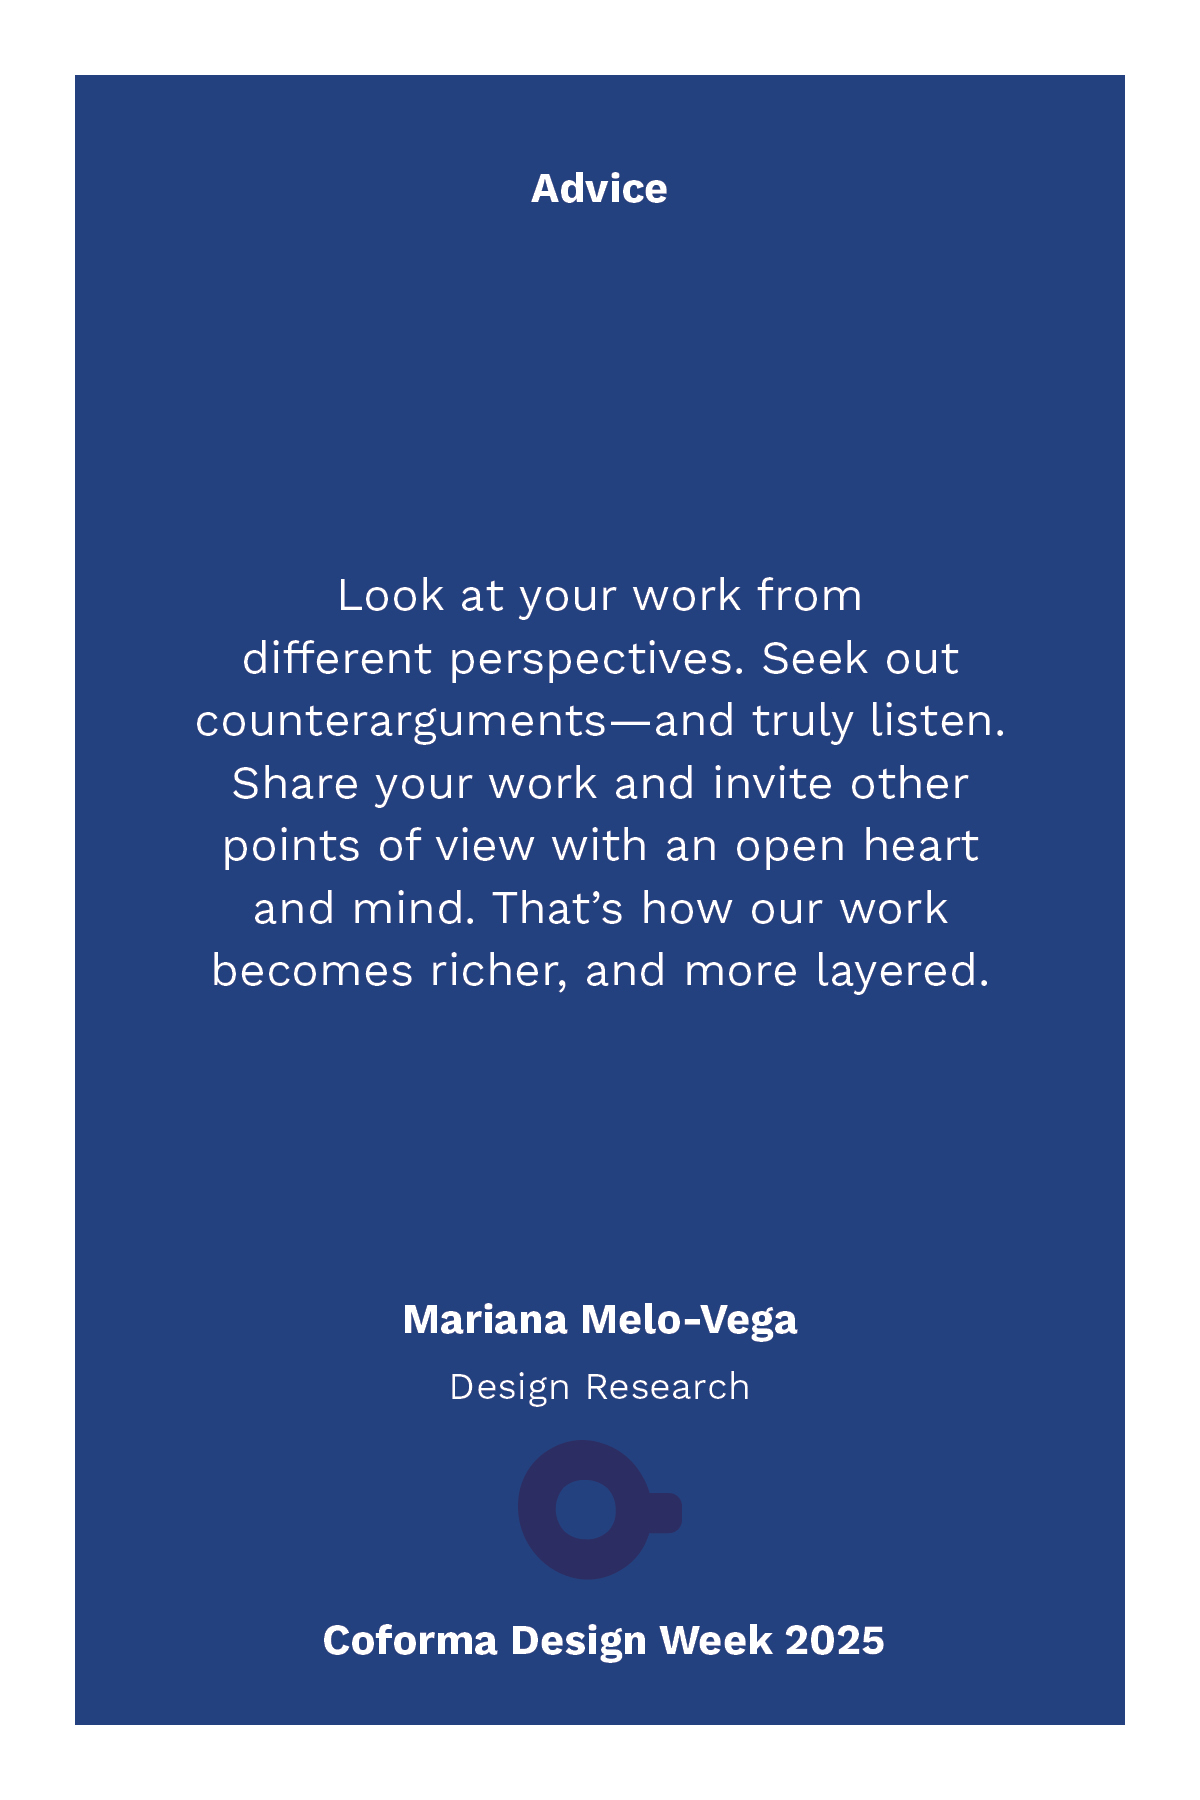 Advice
Look at your work from
different perspectives. Seek out
counterarguments—and truly listen.
Share your work and invite other
points of view with an open heart
and mind. That’s how our work
becomes richer, and more layered.
Mariana Melo-Vega
Design Research
Coforma Design Week 2025